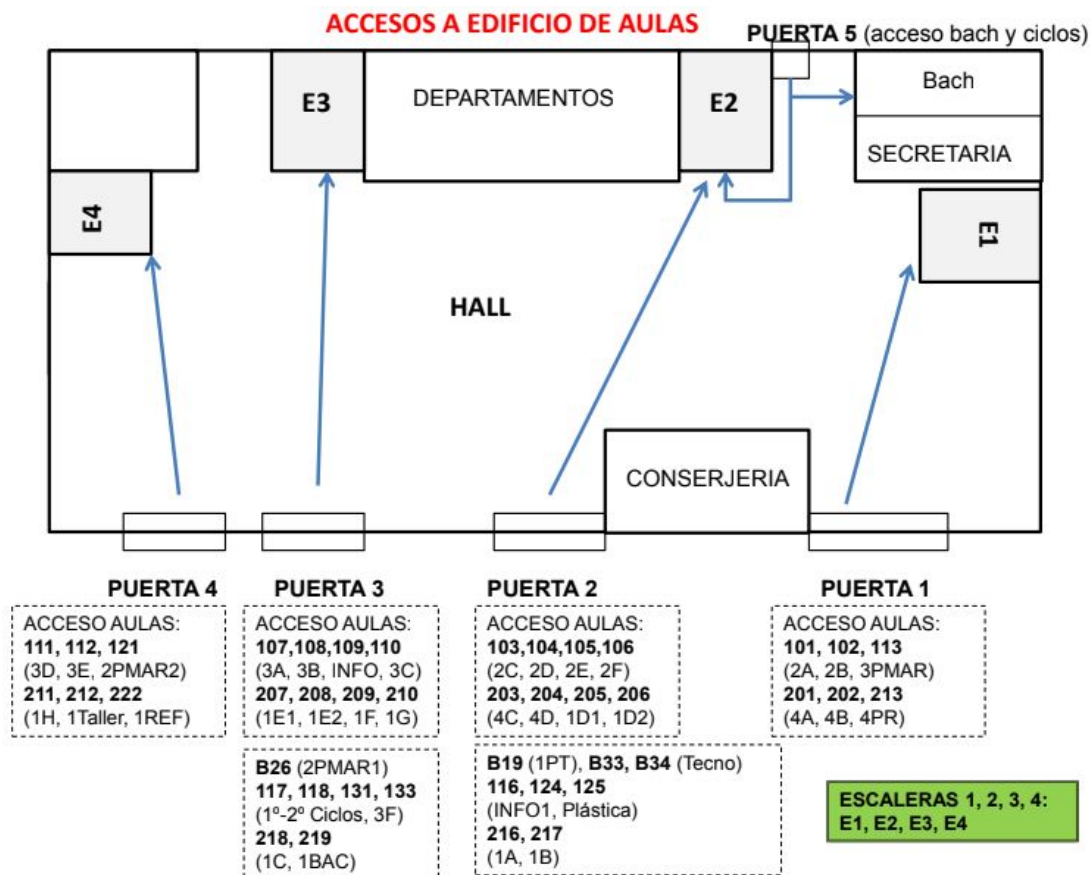 ACCESOS A EDIFICIO DE AULAS
PUERTA 5 (acceso bach y ciclos)
E3
DEPARTAMENTOS
E2
Bach
SECRETARIA
E4
E1
HALL
CONSERJERIA
PUERTA 4
ACCESO AULAS:
111, 112, 121
(3D, 3E, 2PMAR2)
211, 212, 222
(1H, 1Taller, 1REF)
PUERTA 3
ACCESO AULAS:
107,108,109,110
(3A, 3B, INFO, 3C)
207, 208, 209, 210
(1E1, 1E2, 1F, 1G)
B26 (2PMAR1)
117, 118, 131, 133
(1º-2º Ciclos, 3F)
218, 219
(1C, 1BAC)
PUERTA 2
ACCESO AULAS:
103,104,105,106
(2C, 2D, 2E, 2F)
203, 204, 205, 206
(4C, 4D, 1D1, 1D2)
B19 (1PT), B33, B34 (Tecno)
116, 124, 125
(INFO1, Plástica)
216, 217
(1A, 1B)
PUERTA 1
ACCESO AULAS:
101, 102, 113
(2A, 2B, 3PMAR)
201, 202, 213
(4A, 4B, 4PR)
ESCALERAS 1, 2, 3, 4:
E1, E2, E3, E4